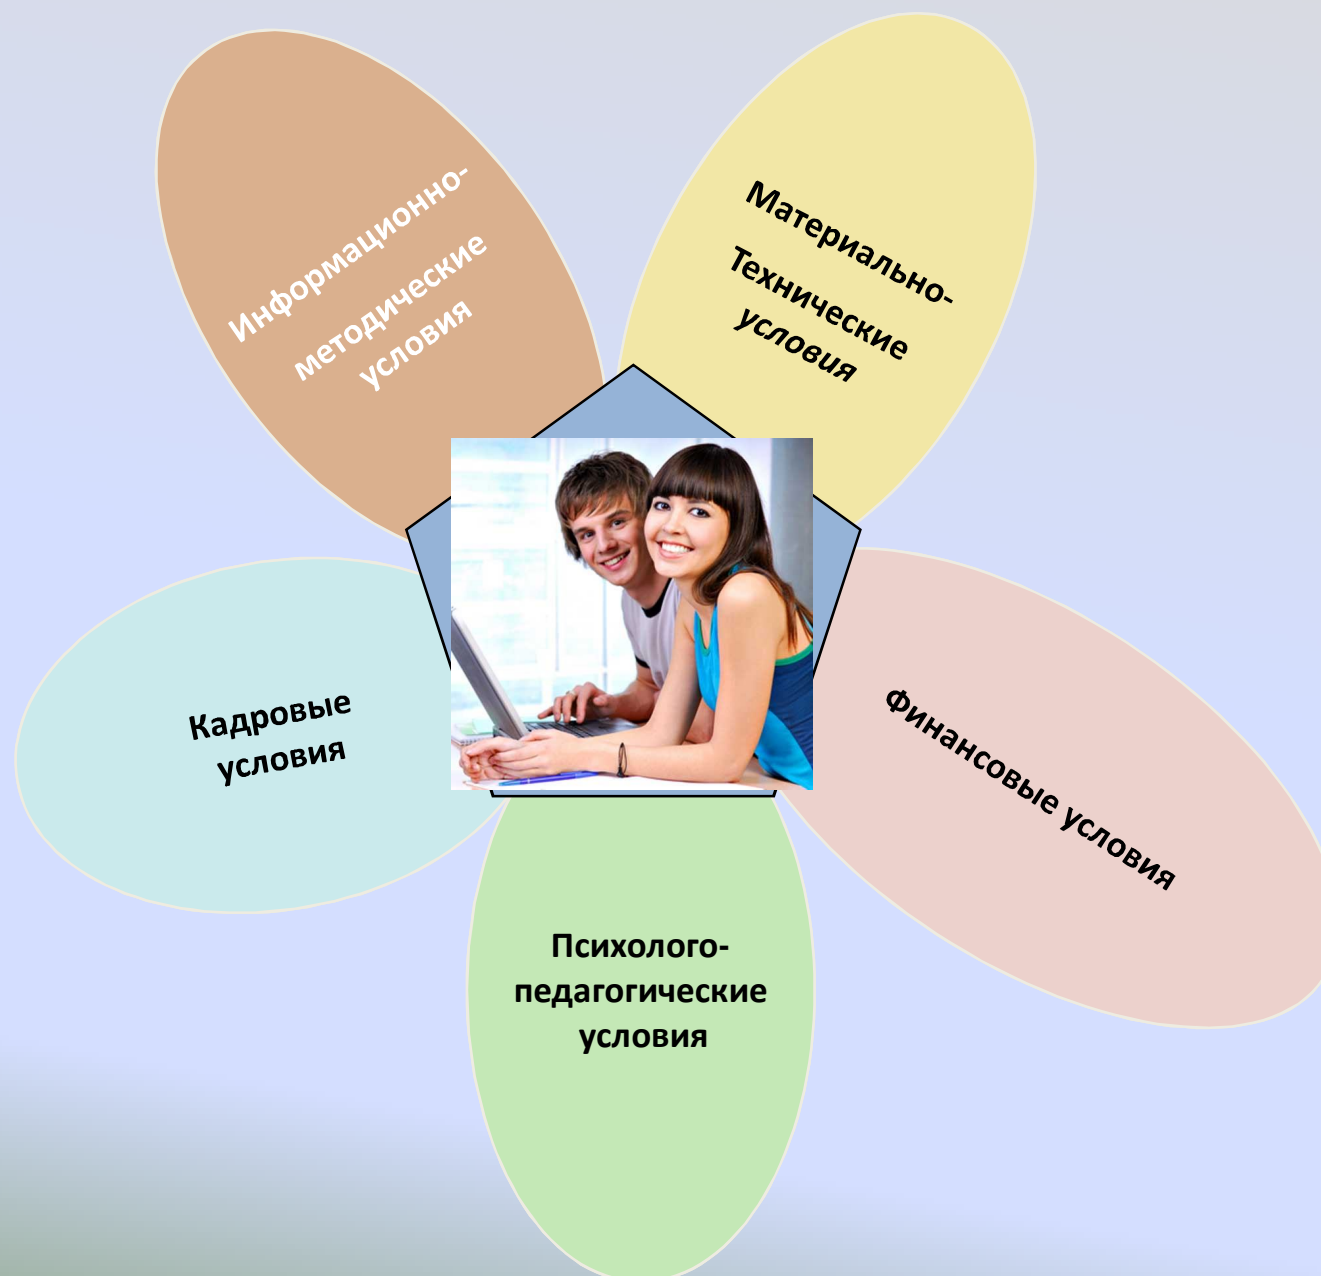 Информационно-
методические
условия
Материально-
Технические
условия
Кадровые
условия
Финансовые условия
Психолого-
педагогические
условия